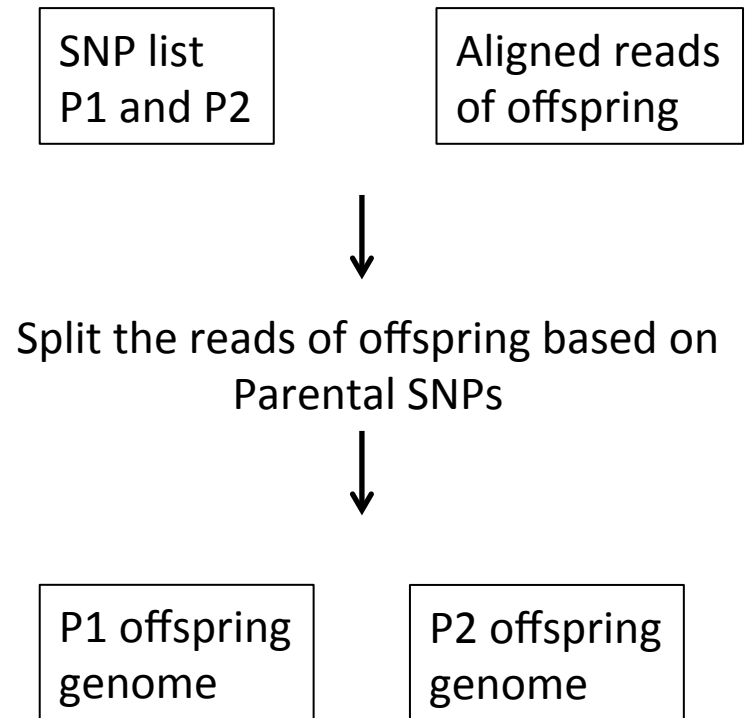 SNP list
P1 and P2
Aligned reads
of offspring
Split the reads of offspring based on
Parental SNPs
P1 offspring
genome
P2 offspring
genome